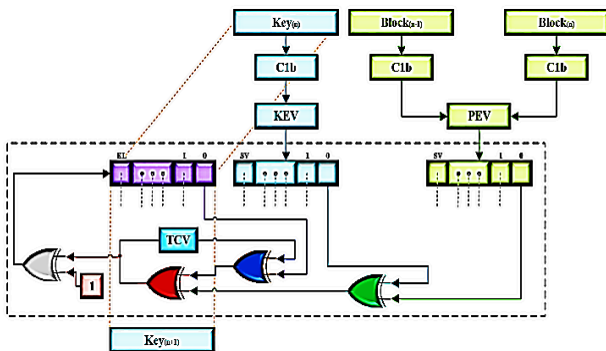 Key(n)
Block(n-1)
Block(n)
C1b
C1b
C1b
KEV
PEV
EL 1 0
SV 1 0
SV 1 0
TCV
1
Key(n+1)